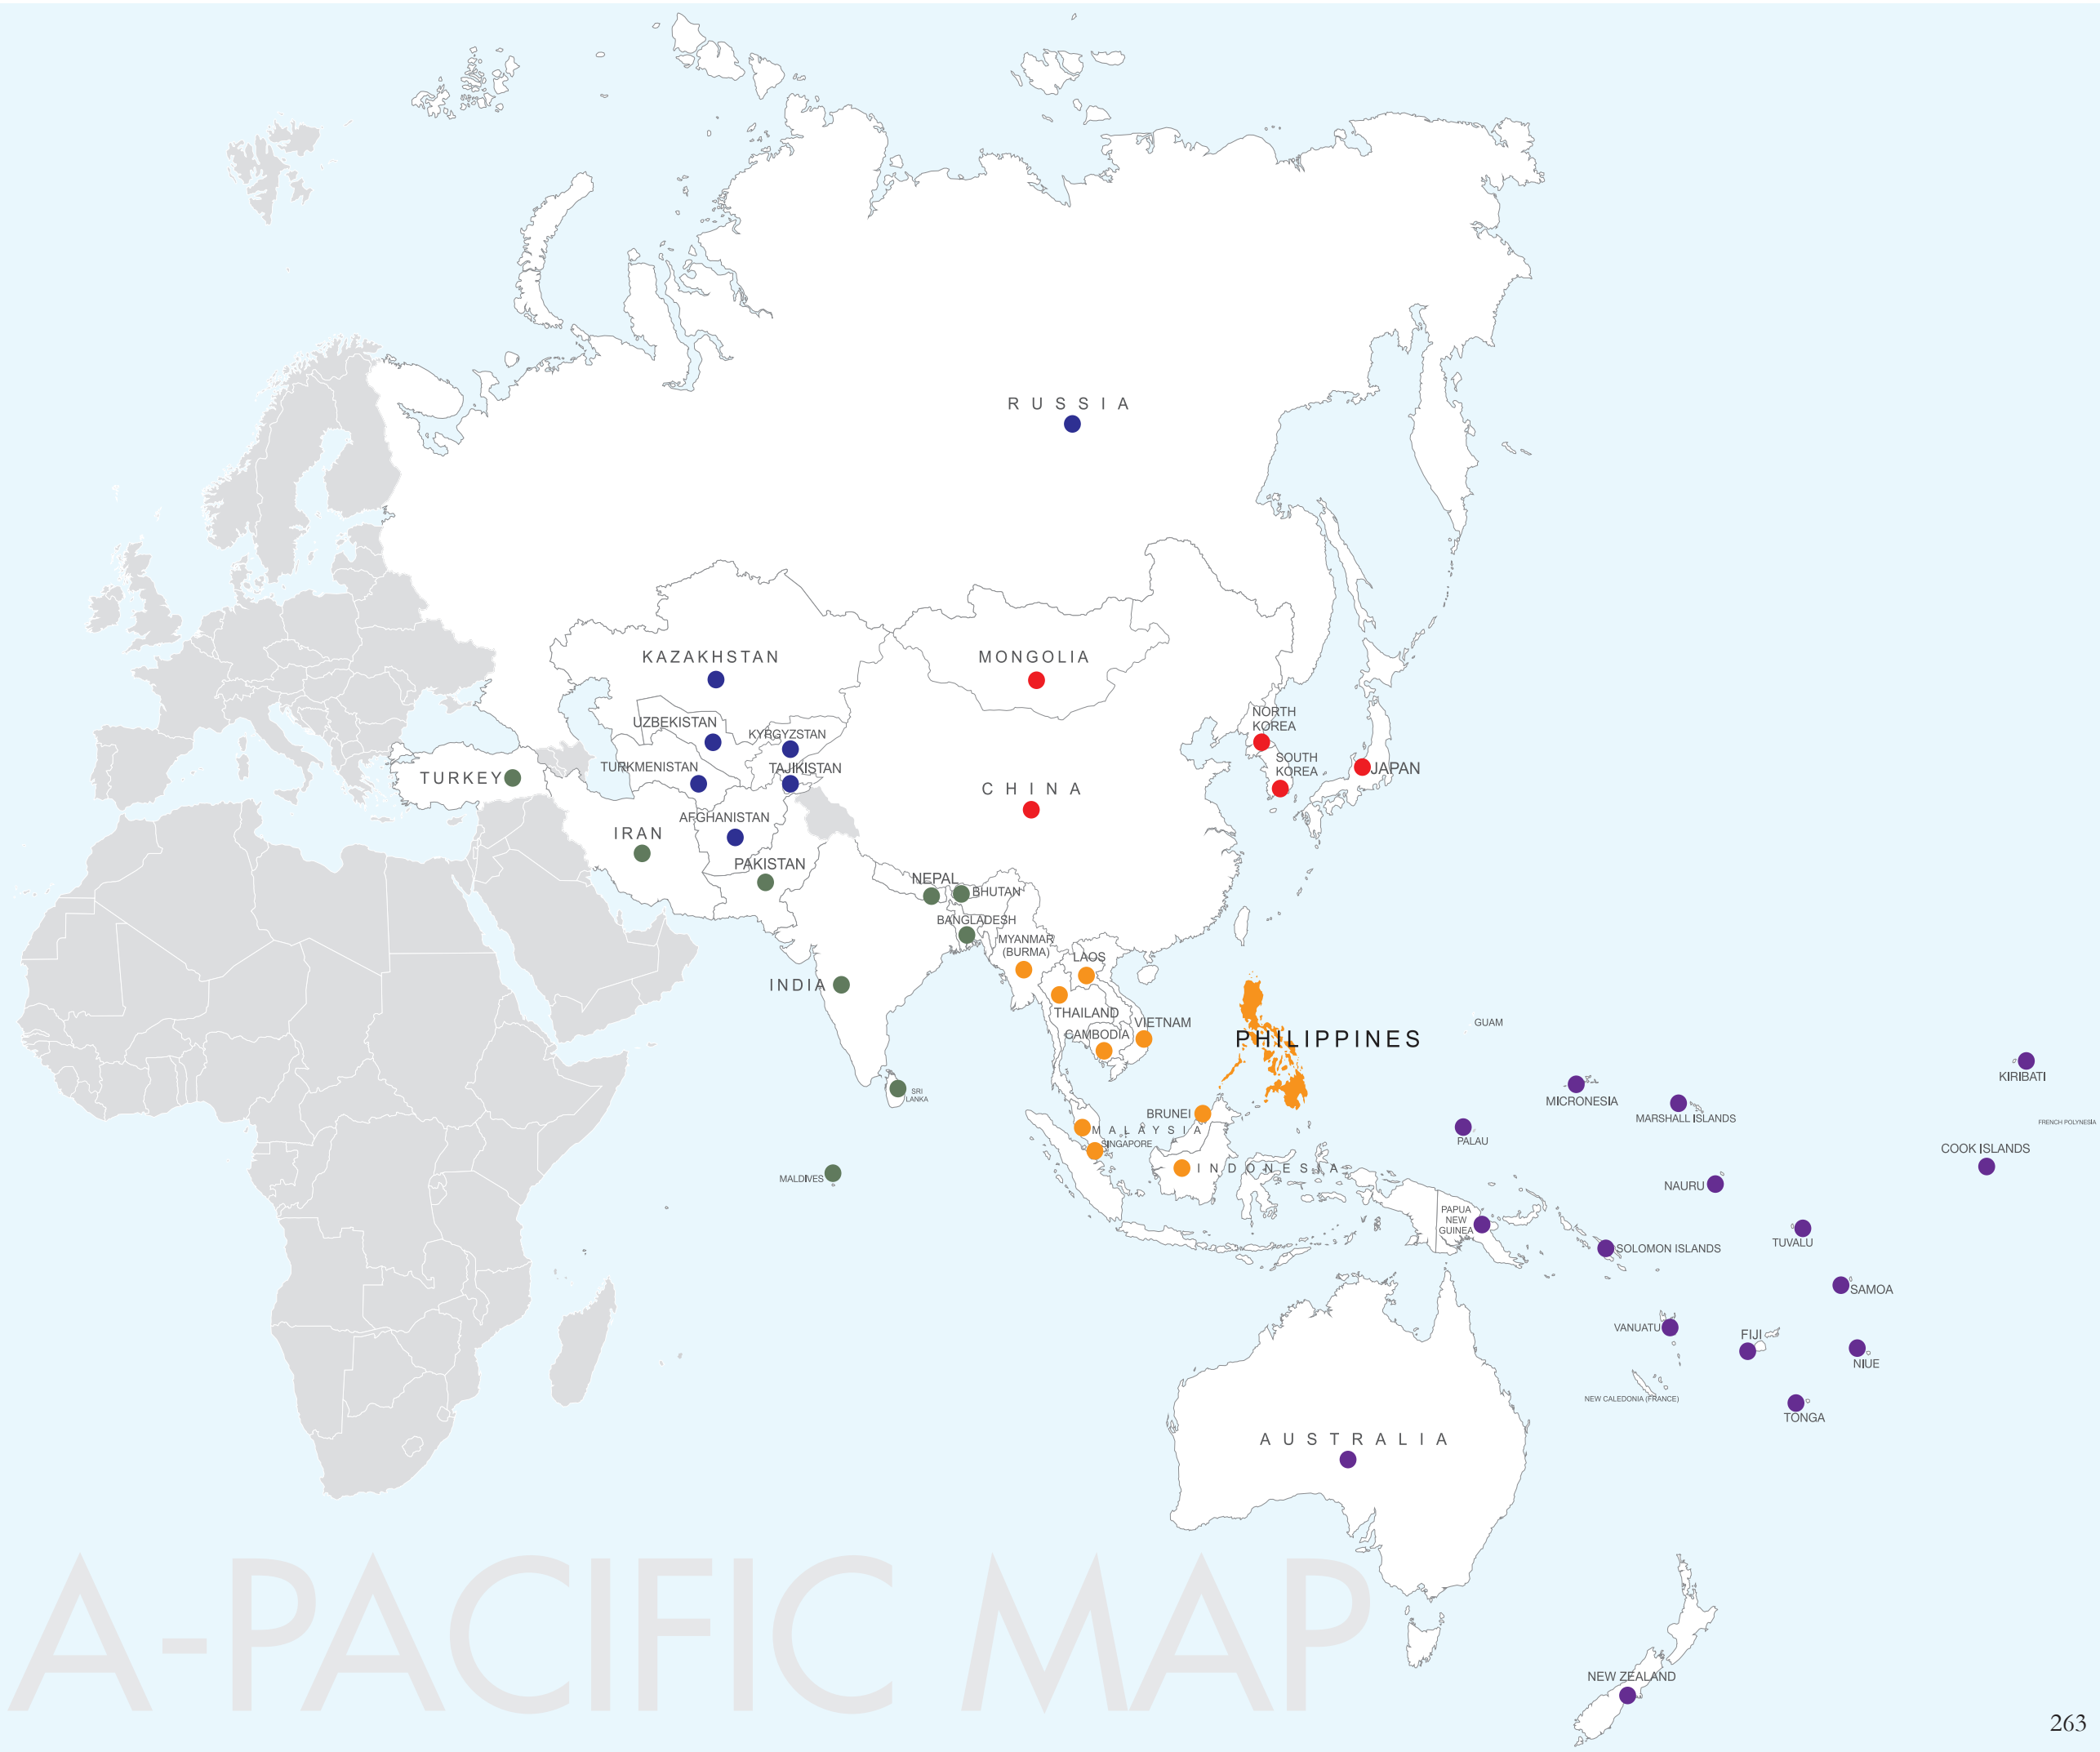 RUSSIA
KAZAKHSTAN
MONGOLIA
UZBEKISTAN
KYRGYZSTAN
NORTH
KOREA
TURKMENISTAN
TAJIKISTAN
SOUTH
KOREA
JAPAN
TURKEY
CHINA
AFGHANISTAN
IRAN
PAKISTAN
NEPAL
BHUTAN
BANGLADESH
MYANMAR
(BURMA)
LAOS
INDIA
THAILAND
VIETNAM
CAMBODIA
PHILIPPINES
GUAM
SRI
LANKA
KIRIBATI
MICRONESIA
BRUNEI
MARSHALL ISLANDS
FRENCH POLYNESIA
MALAYSIA
SINGAPORE
PALAU
COOK ISLANDS
INDONESIA
MALDIVES
NAURU
PAPUA
NEW
GUINEA
SOLOMON ISLANDS
TUVALU
SAMOA
VANUATU
FIJI
NIUE
NEW CALEDONIA (FRANCE)
TONGA
AUSTRALIA
A-PACIFIC MAP
NEW ZEALAND
263